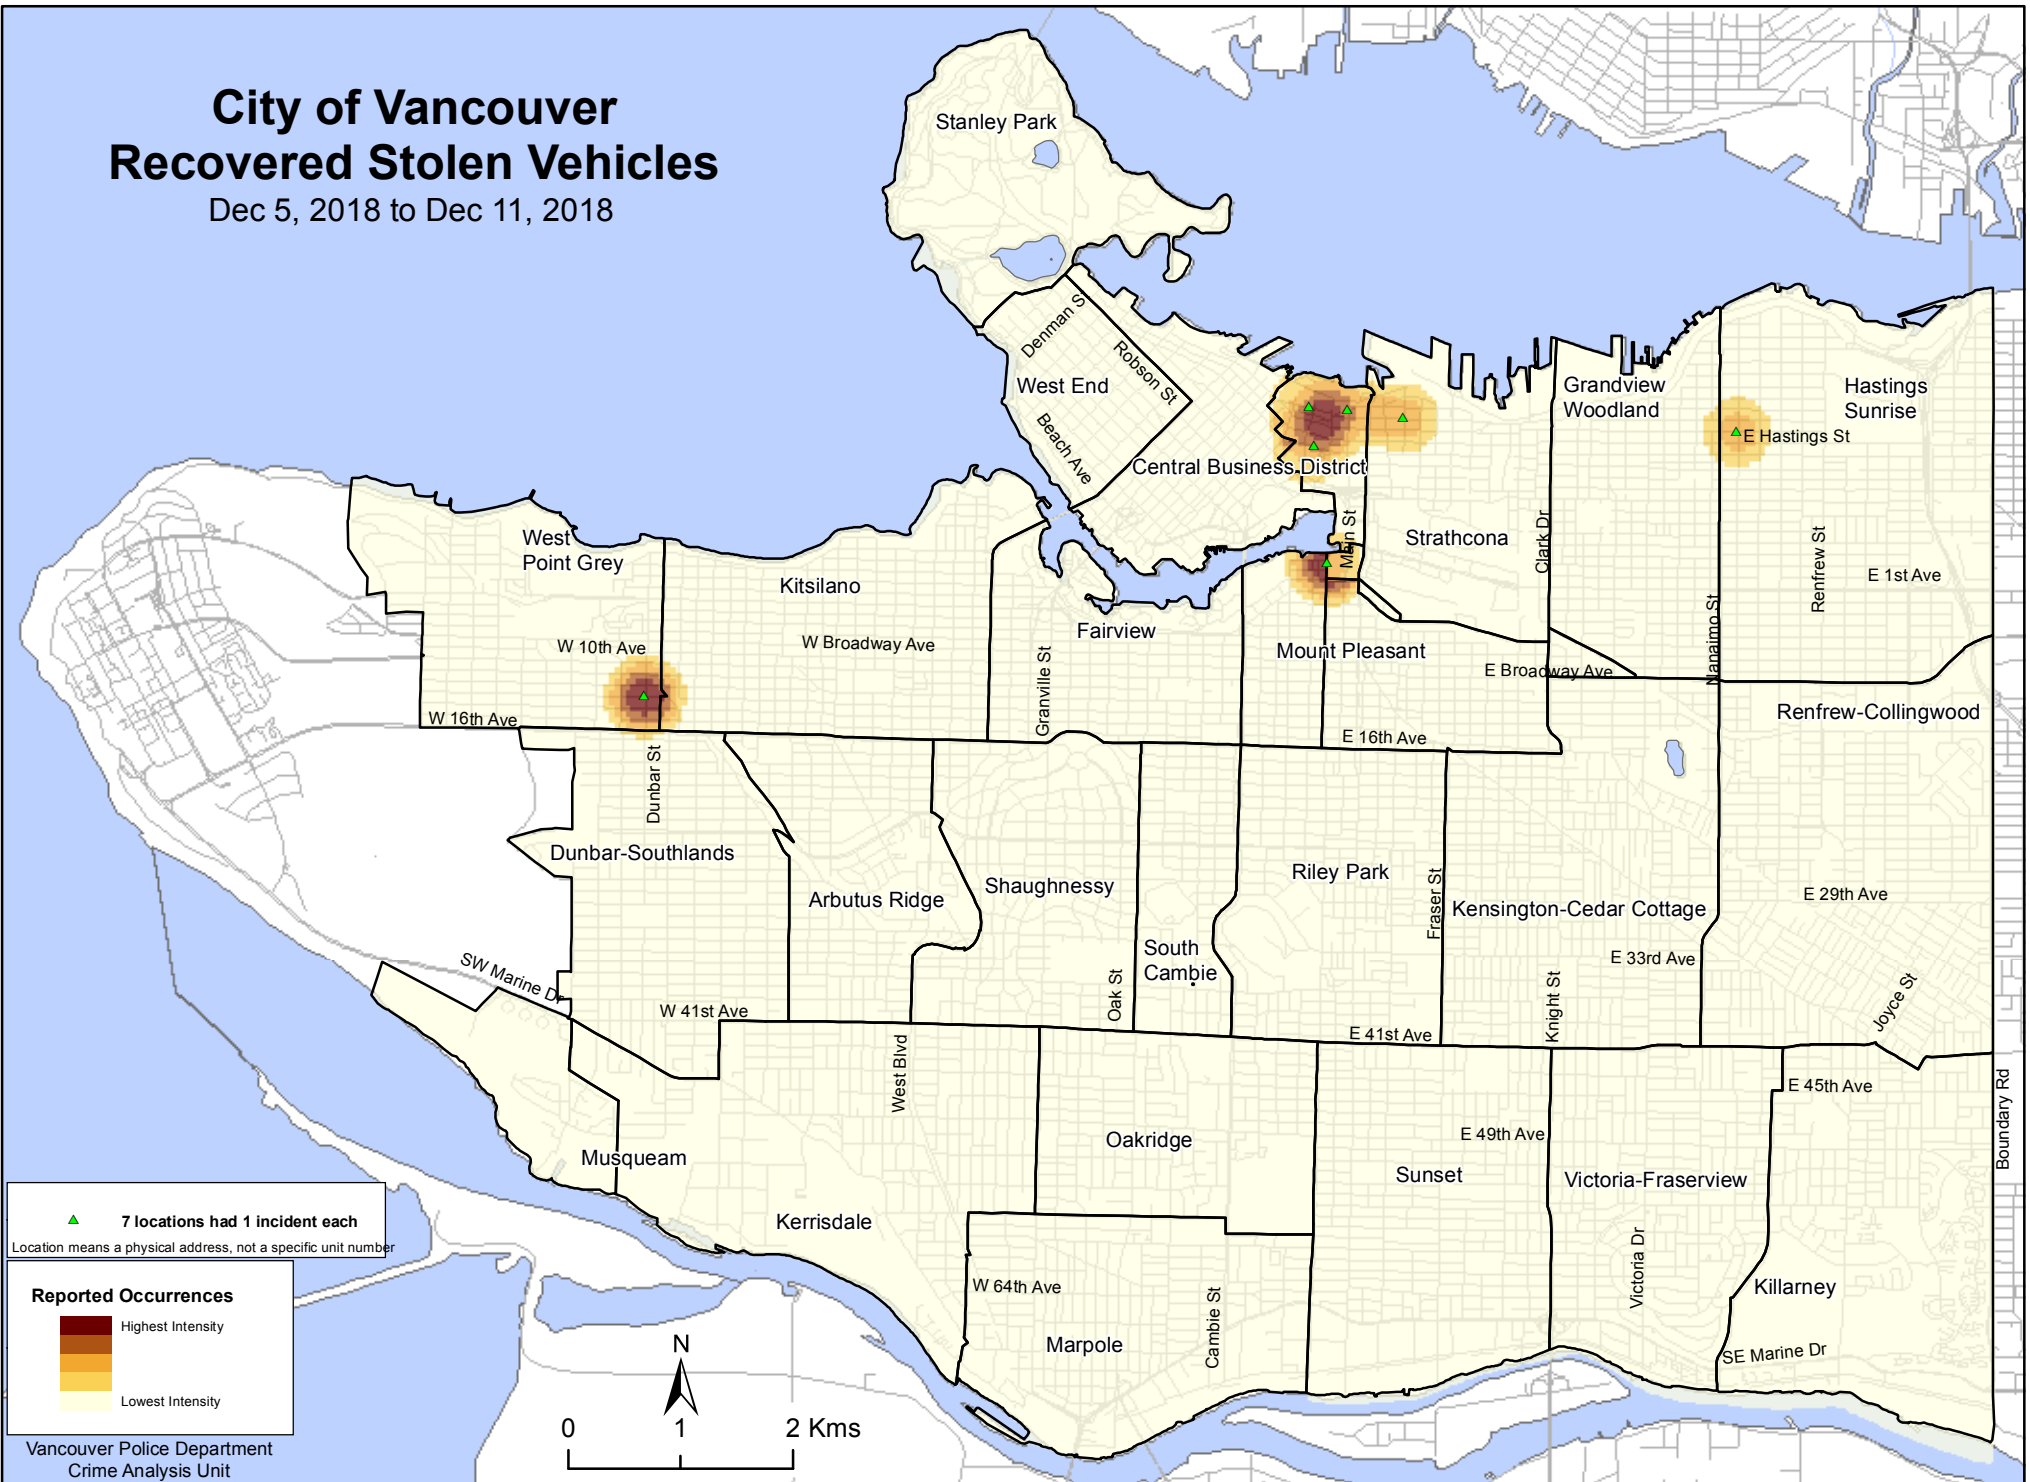 City of Vancouver
Recovered Stolen Vehicles
Dec 5, 2018 to Dec 11, 2018
Stanley Park
Denman S
Robson St
West End
Beach Ave
Central Business District
Grandview
Woodland
Hastings
Sunrise
E Hastings St
Main St
Strathcona
Clark Dr
Renfrew St
E 1st Ave
Nanaimo St
West
Point Grey
Kitsilano
W 10th Ave
W Broadway Ave
Fairview
Granville St
Mount Pleasant
E Broadway Ave
W 16th Ave
E 16th Ave
Renfrew-Collingwood
Dunbar St
Dunbar-Southlands
Arbutus Ridge
Shaughnessy
Riley Park
Fraser St
Kensington-Cedar Cottage
E 29th Ave
South
Cambie
E 33rd Ave
SW Marine Dr
W 41st Ave
Oak St
E 41st Ave
Knight St
Joyce St
West Blvd
E 45th Ave
Boundary Rd
Oakridge
E 49th Ave
Musqueam
Sunset
Victoria-Fraserview
Kerrisdale
Victoria Dr
W 64th Ave
Cambie St
Killarney
Marpole
SE Marine Dr
7 locations had 1 incident each
Location means a physical address, not a specific unit number
Reported Occurrences
Highest Intensity
Lowest Intensity
Vancouver Police Department
Crime Analysis Unit
N
0 1 2 Kms